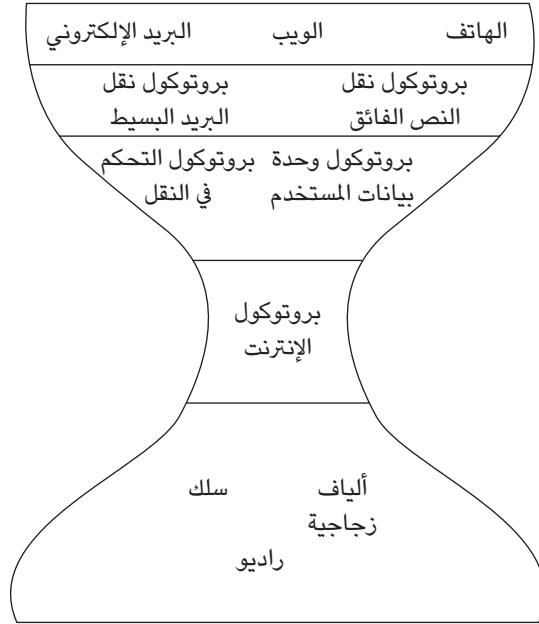 الهاتف الويب البريد الإلكتروني
بروتوكول نقل بروتوكول نقل
النص الفائق البريد البسيط
بروتوكول وحدة بروتوكول التحكم
بيانات المستخدم في النقل
بروتوكول
الإنترنت
ألياف سلك
زجاجية
راديو